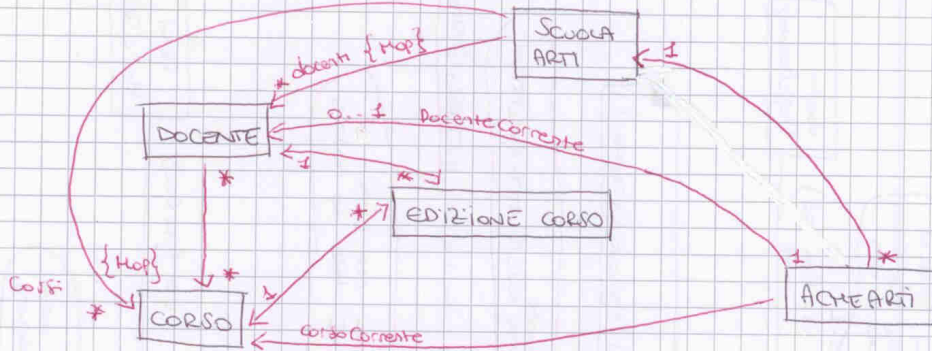 SCUOLA
ARTI
1
* docenti {Map}
0..1 DocenteCorrente
DOCENTE
1
*
*
*
EDIZIONE CORSO
1
*
{Map}
*
Corsi
*
1
ACMEARTI
CORSO
CorsoCorrente